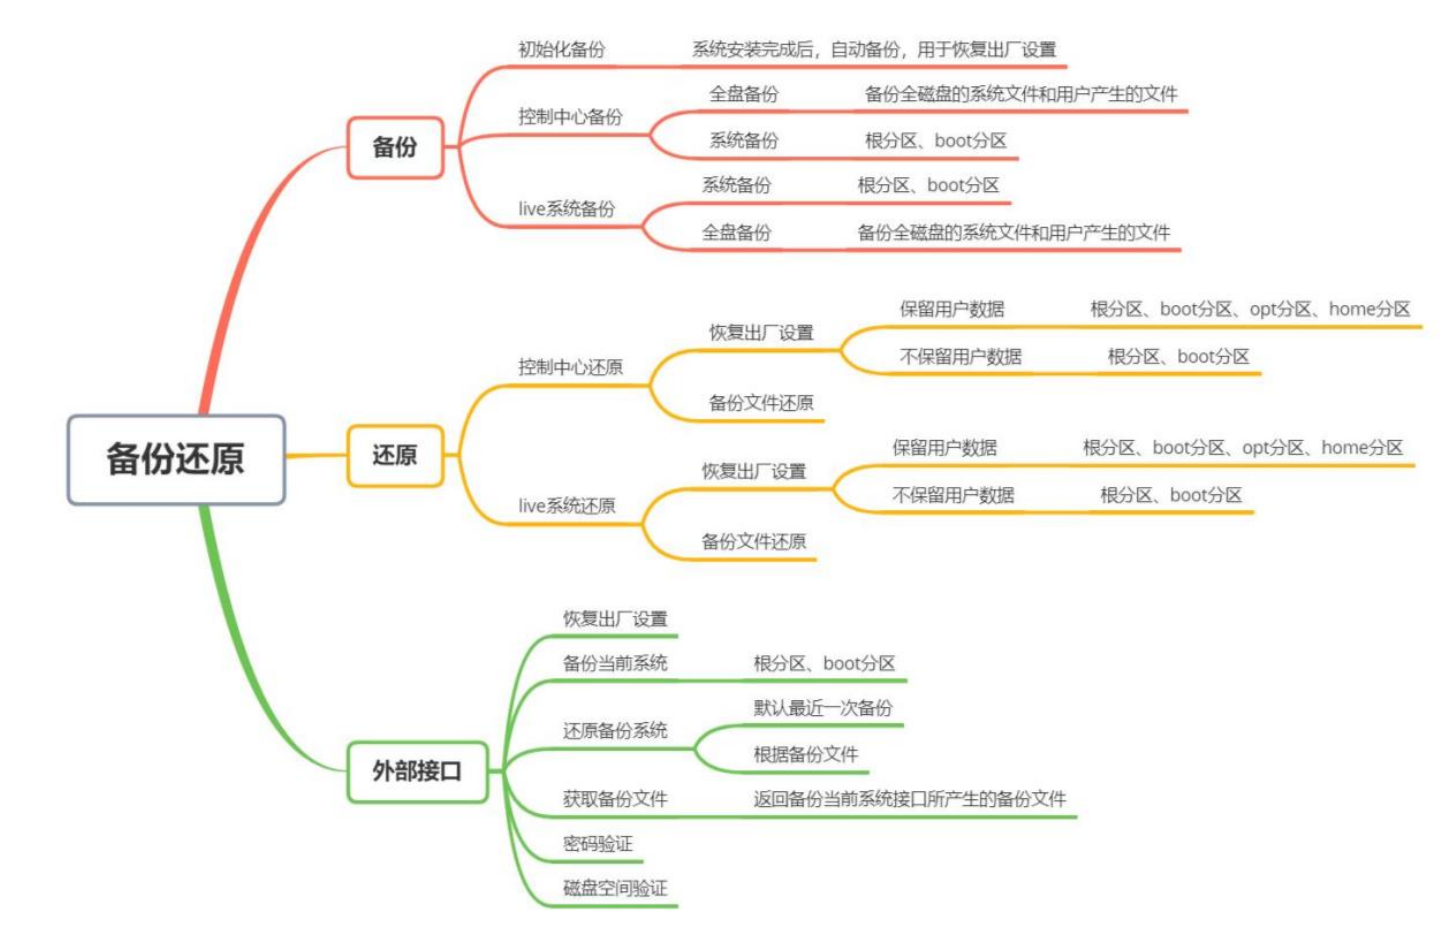 备份还原
备份
初始化备份
系统安装完成后，自动备份，用于恢复出厂设置
控制中心备份
全盘备份
备份全磁盘的系统文件和用户产生的文件
系统备份
根分区、boot分区
live系统备份
系统备份
根分区、boot分区
全盘备份
备份全磁盘的系统文件和用户产生的文件
还原
控制中心还原
恢复出厂设置
保留用户数据
根分区、boot分区、opt分区、home分区
不保留用户数据
根分区、boot分区
备份文件还原
live系统还原
恢复出厂设置
保留用户数据
根分区、boot分区、opt分区、home分区
不保留用户数据
根分区、boot分区
备份文件还原
外部接口
恢复出厂设置
备份当前系统
根分区、boot分区
还原备份系统
默认最近一次备份
根据备份文件
获取备份文件
返回备份当前系统接口所产生的备份文件
密码验证
磁盘空间验证